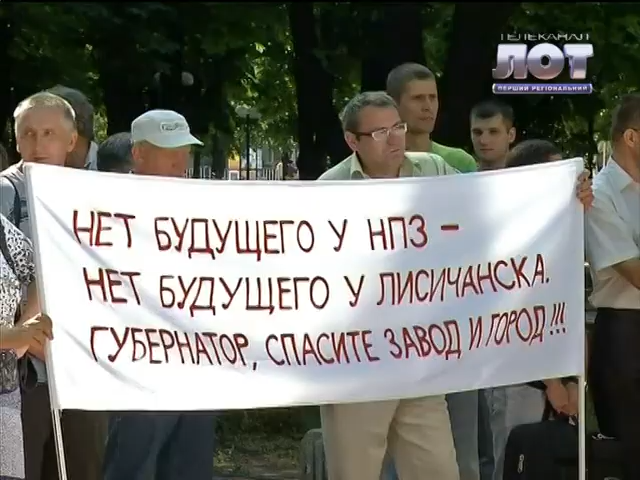 ТЕЛЕКАНАЛ
ЛОТ
ПЕРШИЙ РЕГІОНАЛЬНИЙ
НЕТ БУДУЩЕГО У НПЗ –
НЕТ БУДУЩЕГО У ЛИСИЧАНСКА.
ГУБЕРНАТОР, СПАСИТЕ ЗАВОД И ГОРОД!!!